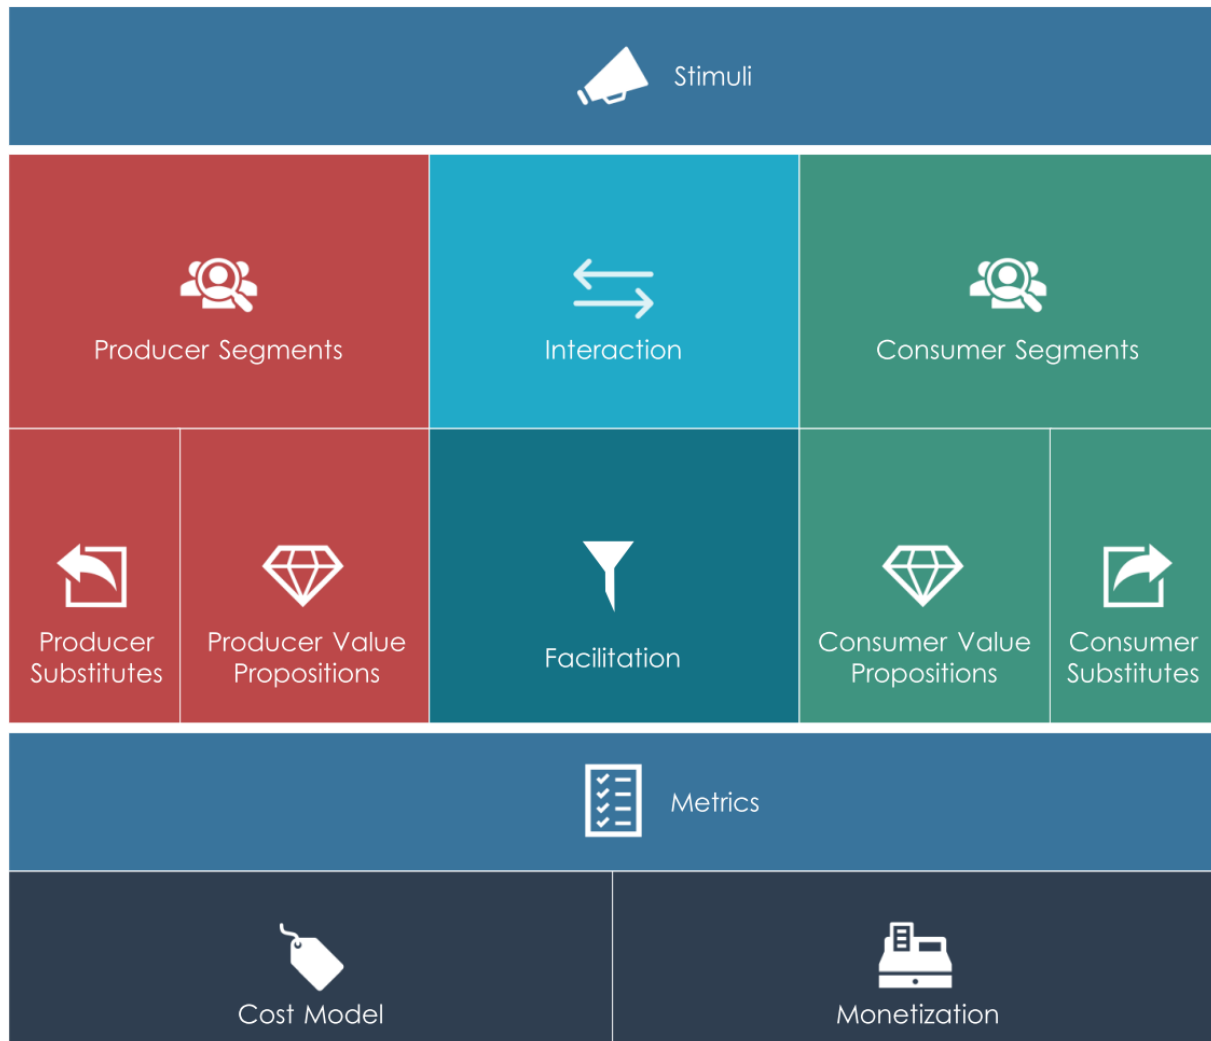 Stimuli
Producer Segments
Interaction
Consumer Segments
Producer
Substitutes
Producer Value
Propositions
Facilitation
Consumer Value
Propositions
Consumer
Substitutes
Metrics
Cost Model
Monetization